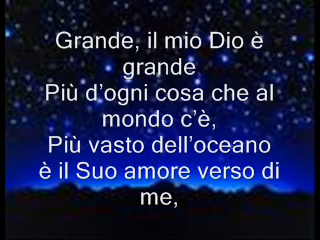 Grande, il mio Dio è
grande
Più d’ogni cosa che al
mondo c’è,
Più vasto dell’oceano
è il Suo amore verso di
me,